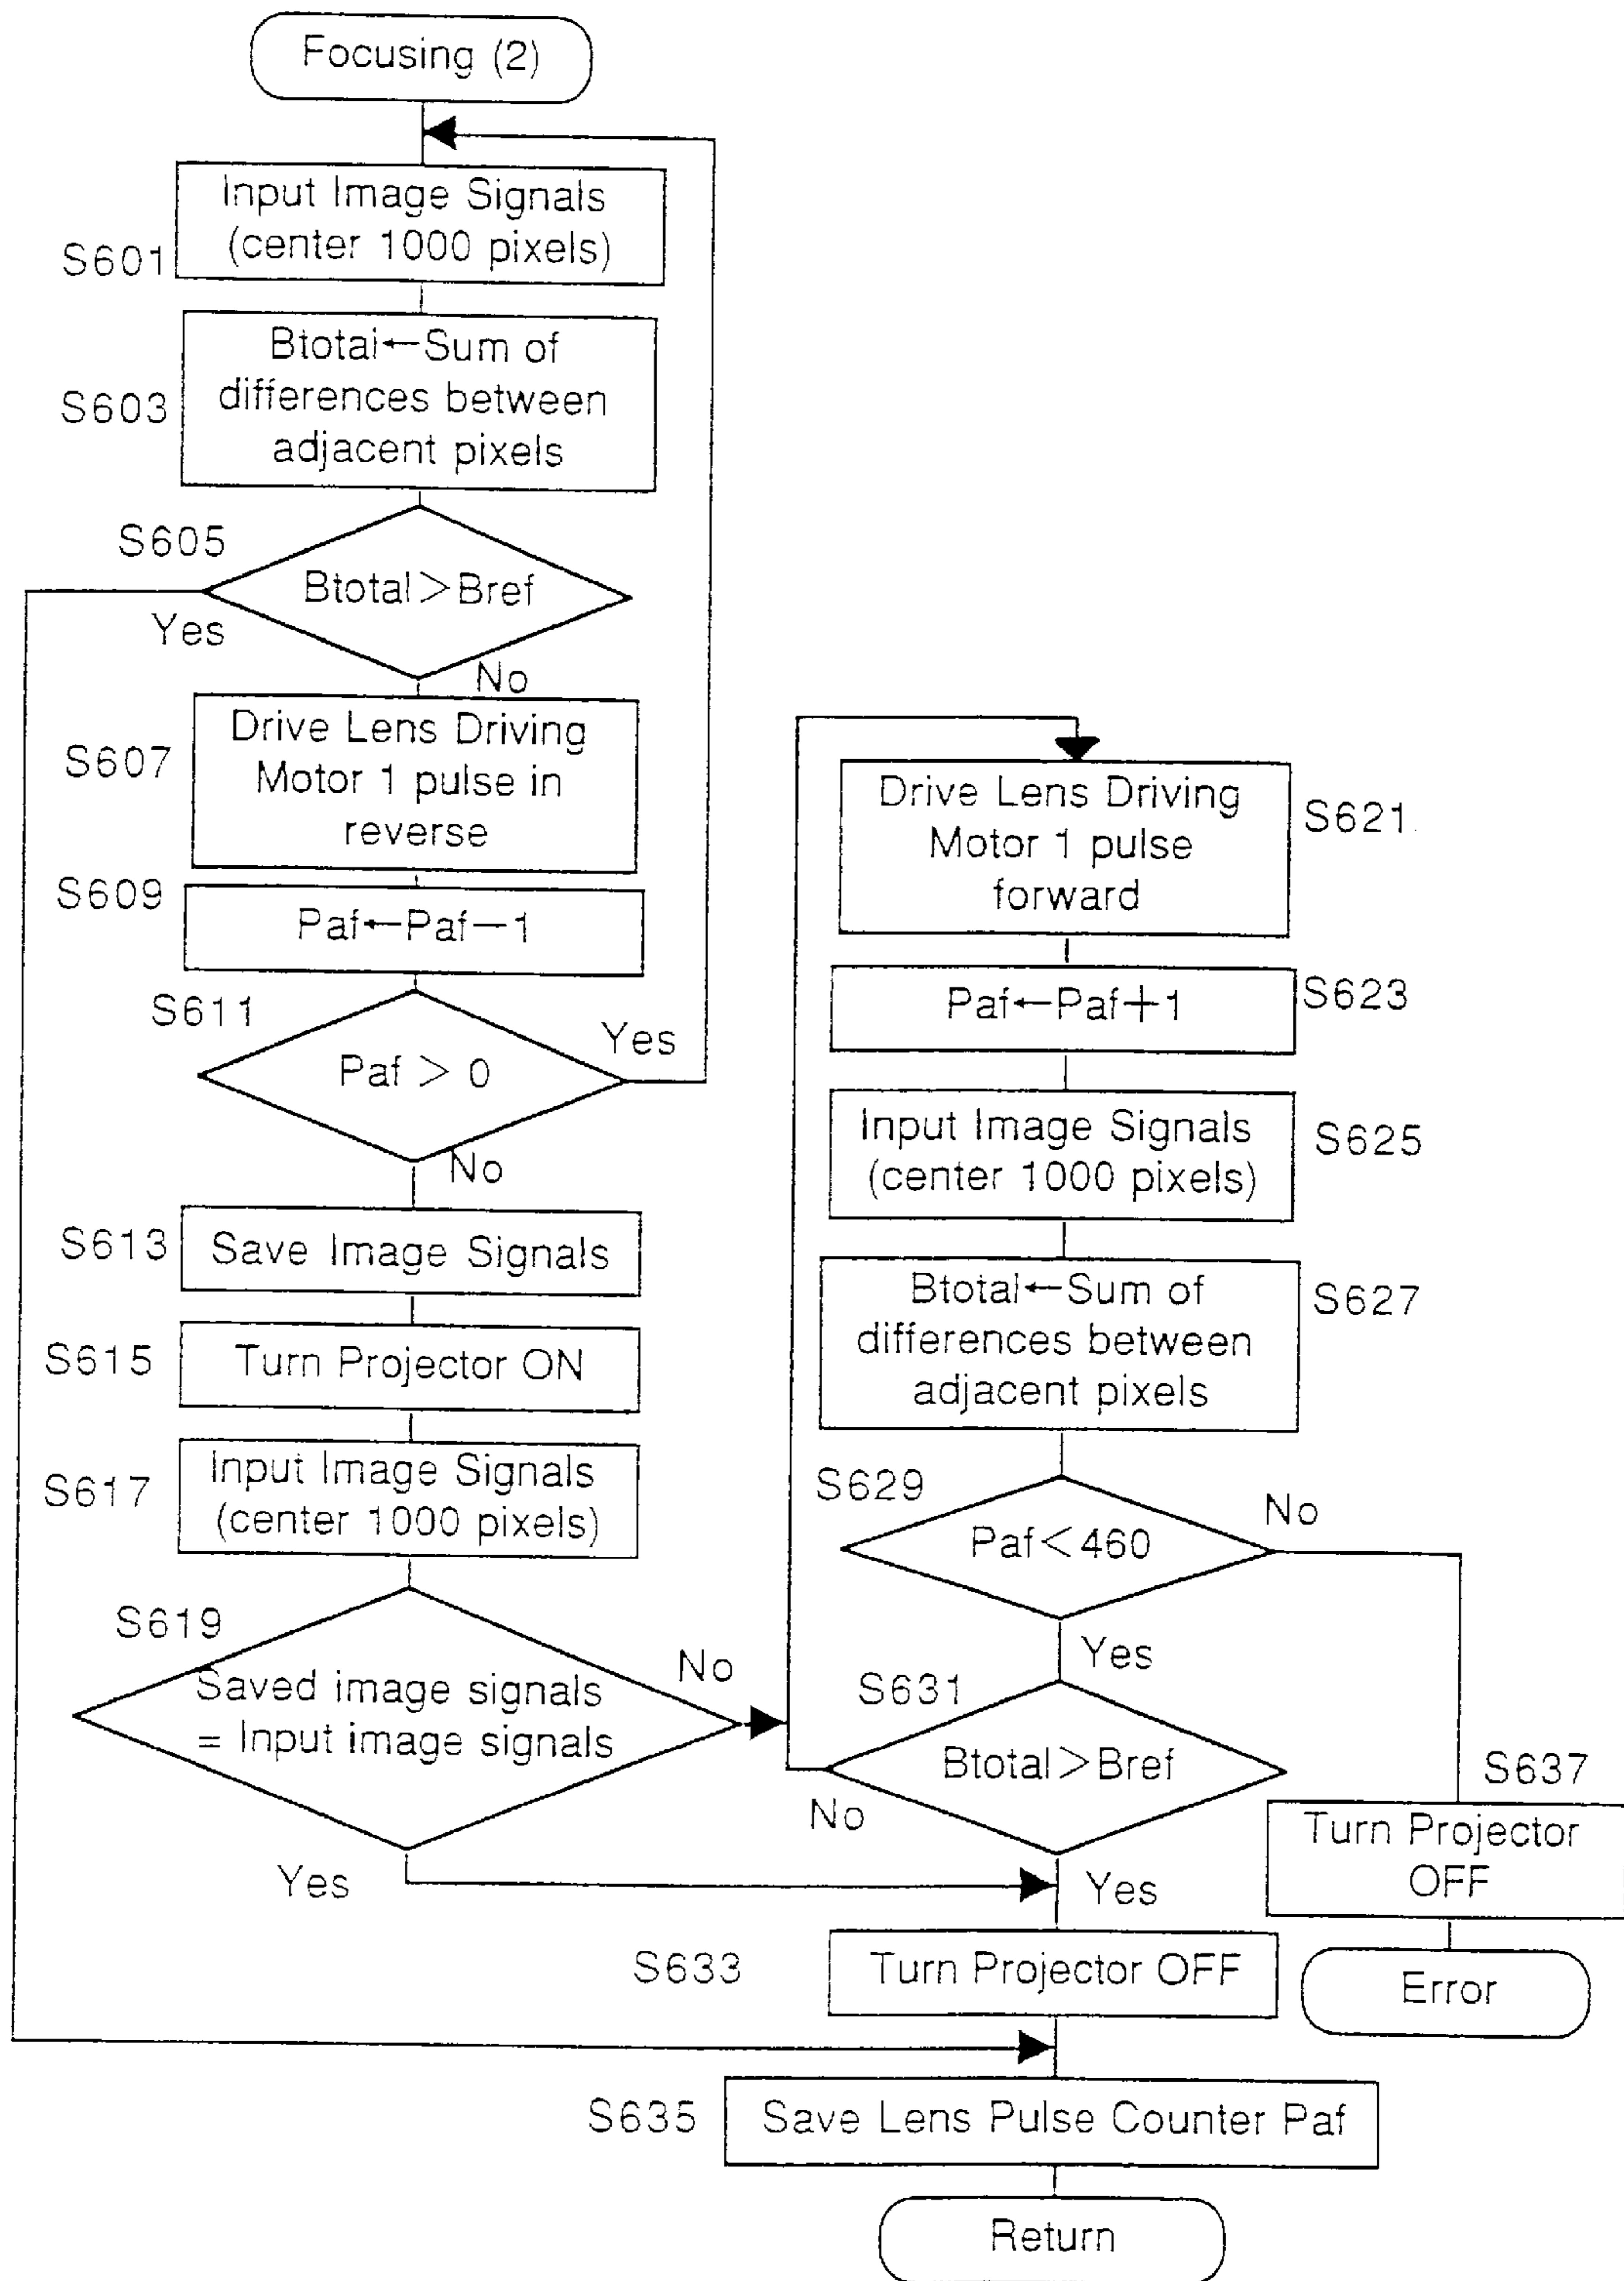 Focusing (2)
Input Image Signals
(center 1000 pixels)
S601
Btotal←Sum of
differences between
adjacent pixels
S603
S605
Btotal>Bref
Yes
No
Drive Lens Driving
Motor 1 pulse in
reverse
S607
S609
Paf←Paf−1
S611
Paf > 0
Yes
No
S613
Save Image Signals
S615
Turn Projector ON
S617
Input Image Signals
(center 1000 pixels)
S619
Saved image signals
= Input image signals
No
Yes
Drive Lens Driving
Motor 1 pulse
forward
S621
Paf←Paf+1
S623
Input Image Signals
(center 1000 pixels)
S625
Btotal←Sum of
differences between
adjacent pixels
S627
S629
Paf<460
No
Yes
S631
Btotal>Bref
No
Yes
S637
Turn Projector
OFF
Error
S633
Turn Projector OFF
S635
Save Lens Pulse Counter Paf
Return